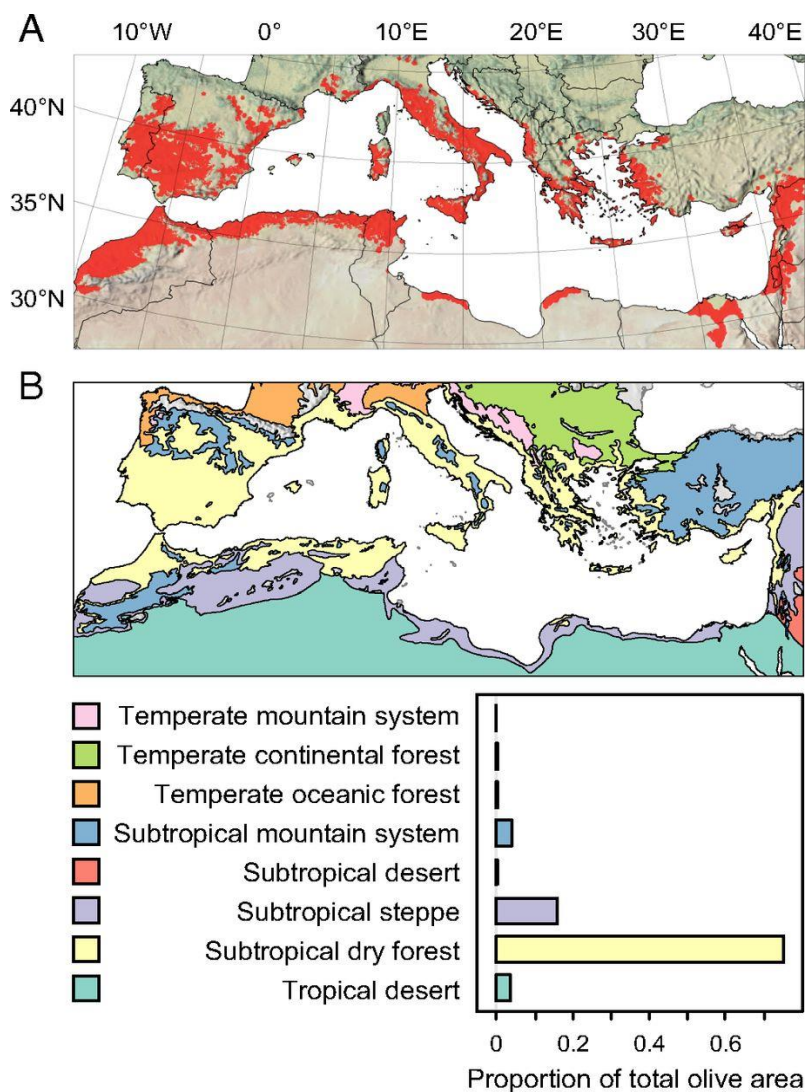 A
10°W 0° 10°E 20°E 30°E 40°E
40°N
35°N
30°N
B
Temperate mountain system
Temperate continental forest
Temperate oceanic forest
Subtropical mountain system
Subtropical desert
Subtropical steppe
Subtropical dry forest
Tropical desert
0 0.2 0.4 0.6
Proportion of total olive area